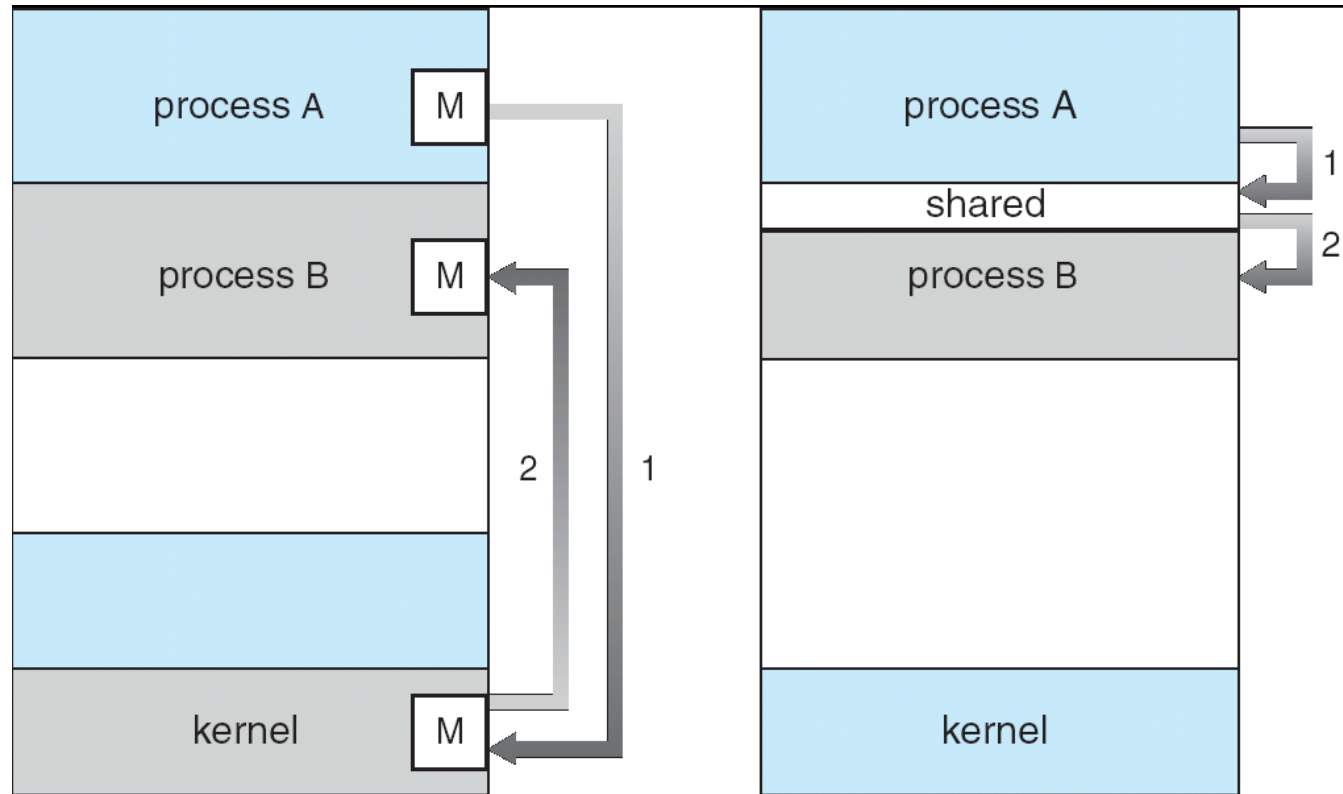 process A
M
process B
M
2
1
kernel
M
process A
1
shared
2
process B
kernel